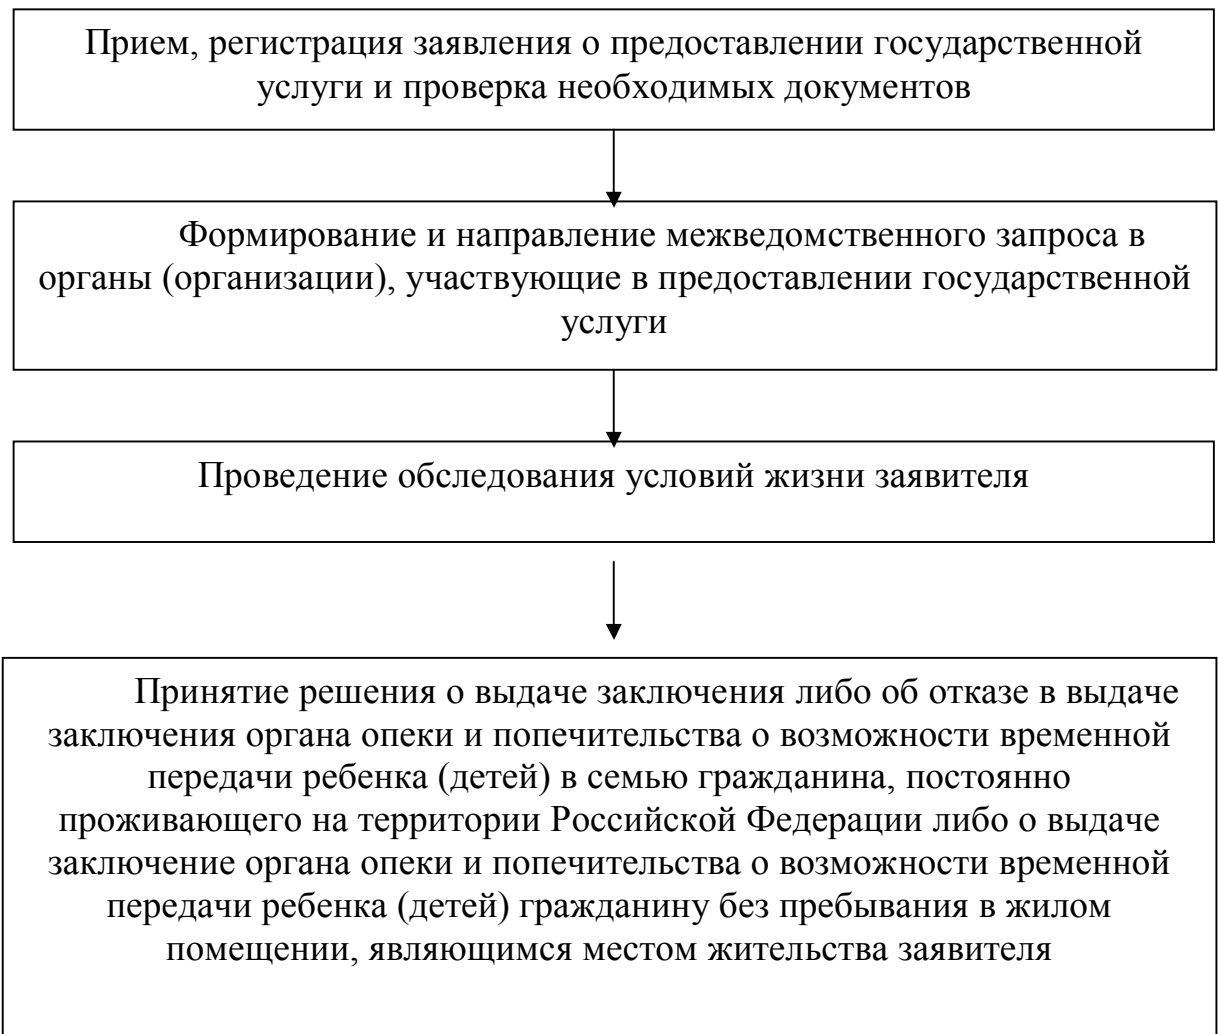 Прием, регистрация заявления о предоставлении государственной
услуги и проверка необходимых документов
Формирование и направление межведомственного запроса в
органы (организации), участвующие в предоставлении государственной
услуги
Проведение обследования условий жизни заявителя
Принятие решения о выдаче заключения либо об отказе в выдаче
заключения органа опеки и попечительства о возможности временной
передачи ребенка (детей) в семью гражданина, постоянно
проживающего на территории Российской Федерации либо о выдаче
заключение органа опеки и попечительства о возможности временной
передачи ребенка (детей) гражданину без пребывания в жилом
помещении, являющимся местом жительства заявителя